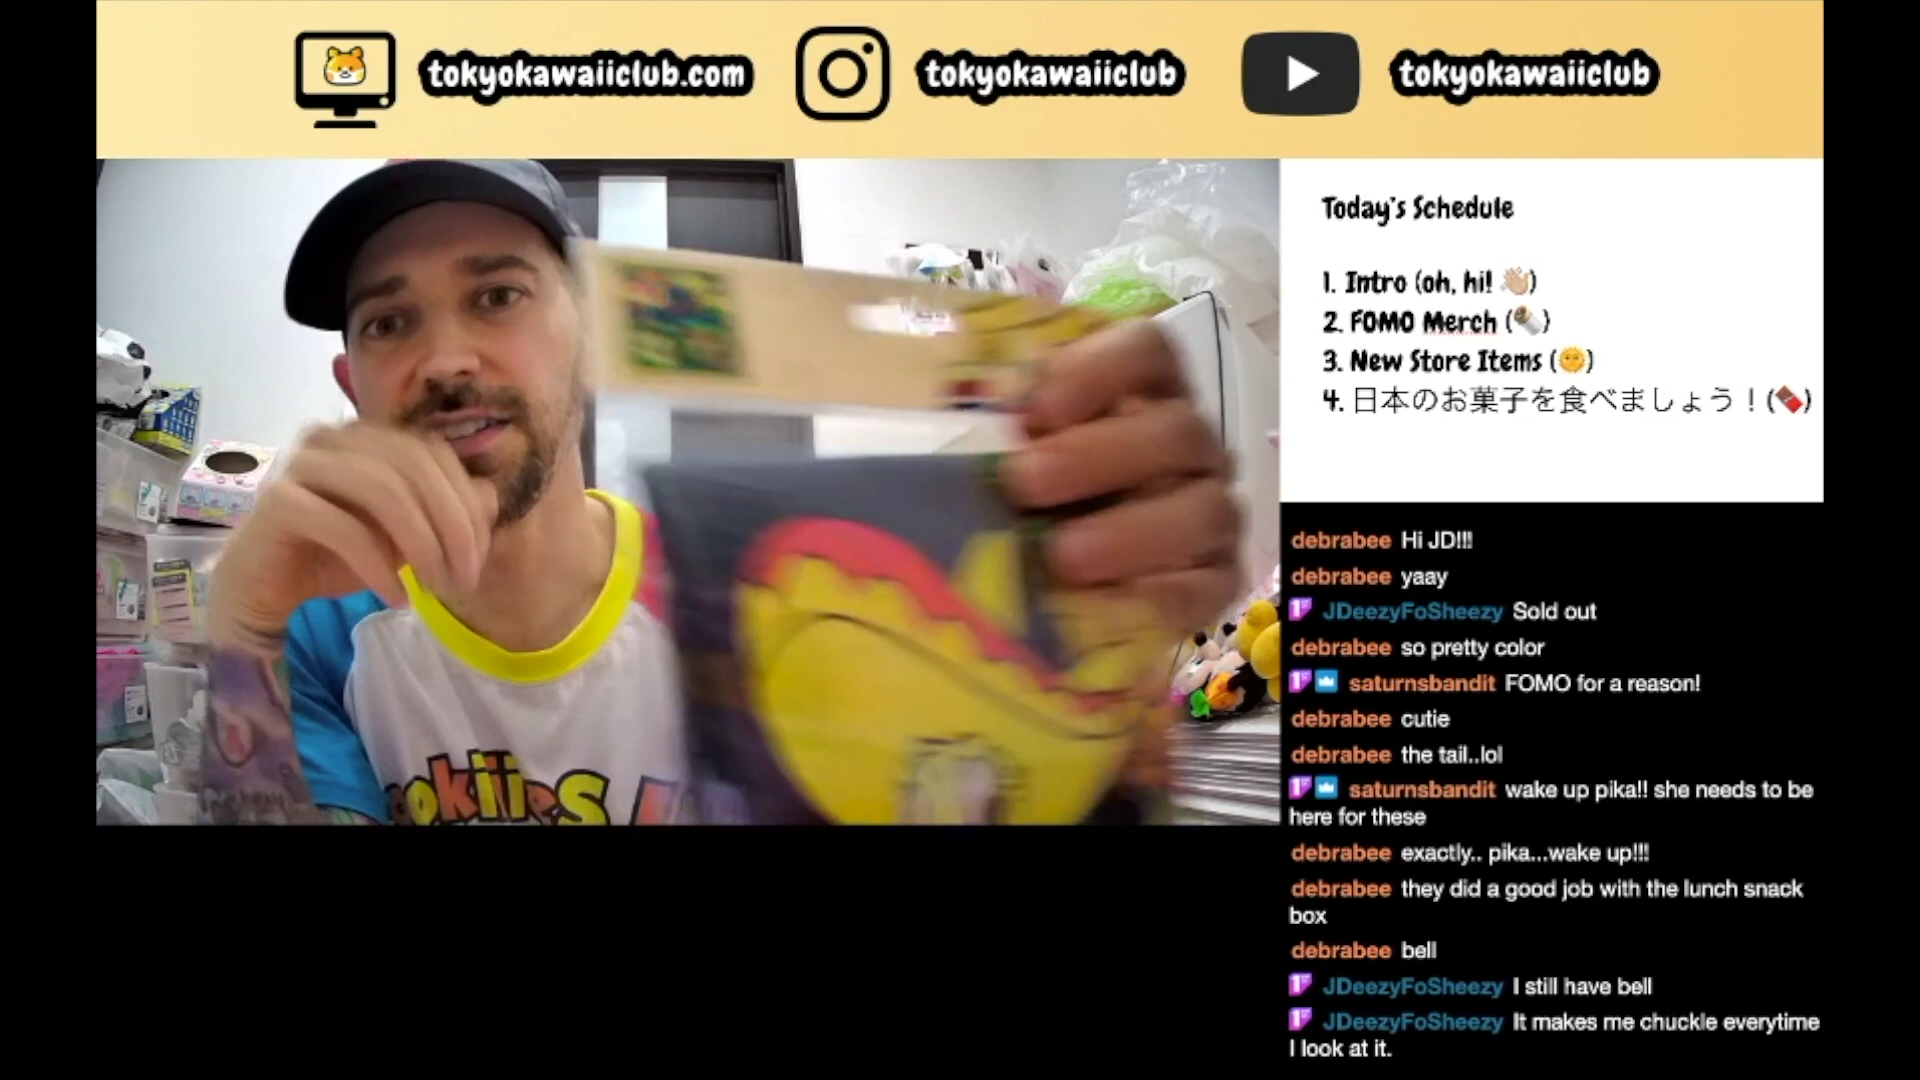 tokyokawaiiclub.com
tokyokawaiiclub
tokyokawaiiclub
Today's Schedule
1. Intro (oh, hi! 👋🏼)
2. FOMO Merch (🌯)
3. New Store Items (🌞)
4. 日本のお菓子を食べましょう！(🍫)
debrabee Hi JD!!!
debrabee yaay
JDeezyFoSheezy Sold out
debrabee so pretty color
saturnsbandit FOMO for a reason!
debrabee cutie
debrabee the tail..lol
saturnsbandit wake up pika!! she needs to be
here for these
debrabee exactly.. pika...wake up!!!
debrabee they did a good job with the lunch snack
box
debrabee bell
JDeezyFoSheezy I still have bell
JDeezyFoSheezy It makes me chuckle everytime
I look at it.